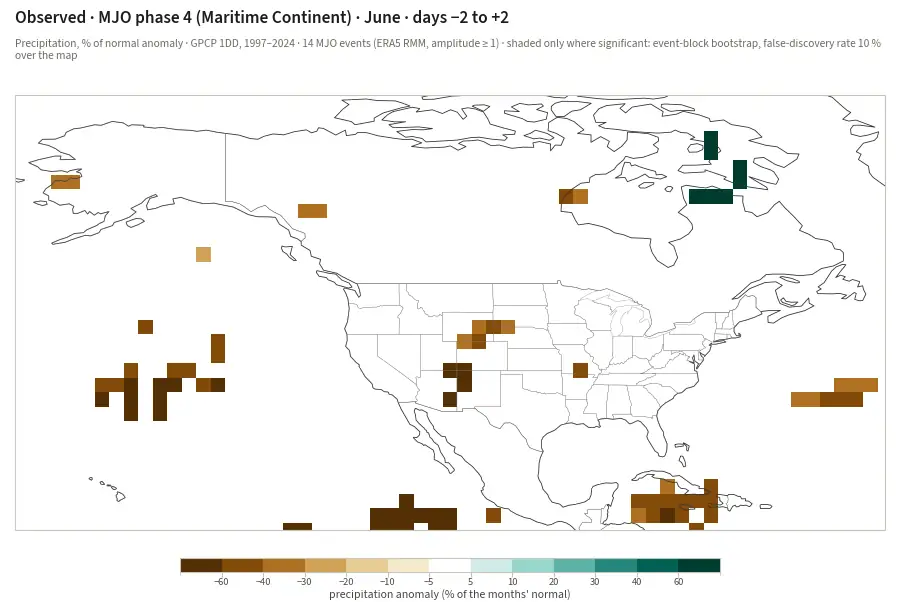 Observed · MJO phase 4 (Maritime Continent) · June · days −2 to +2
Precipitation, % of normal anomaly · GPCP 1DD, 1997–2024 · 14 MJO events (ERA5 RMM, amplitude ≥ 1) · shaded only where significant: event-block bootstrap, false-discovery rate 10 %
over the map
−60 −40 −30 −20 −10 −5 5 10 20 30 40 60
precipitation anomaly (% of the months' normal)